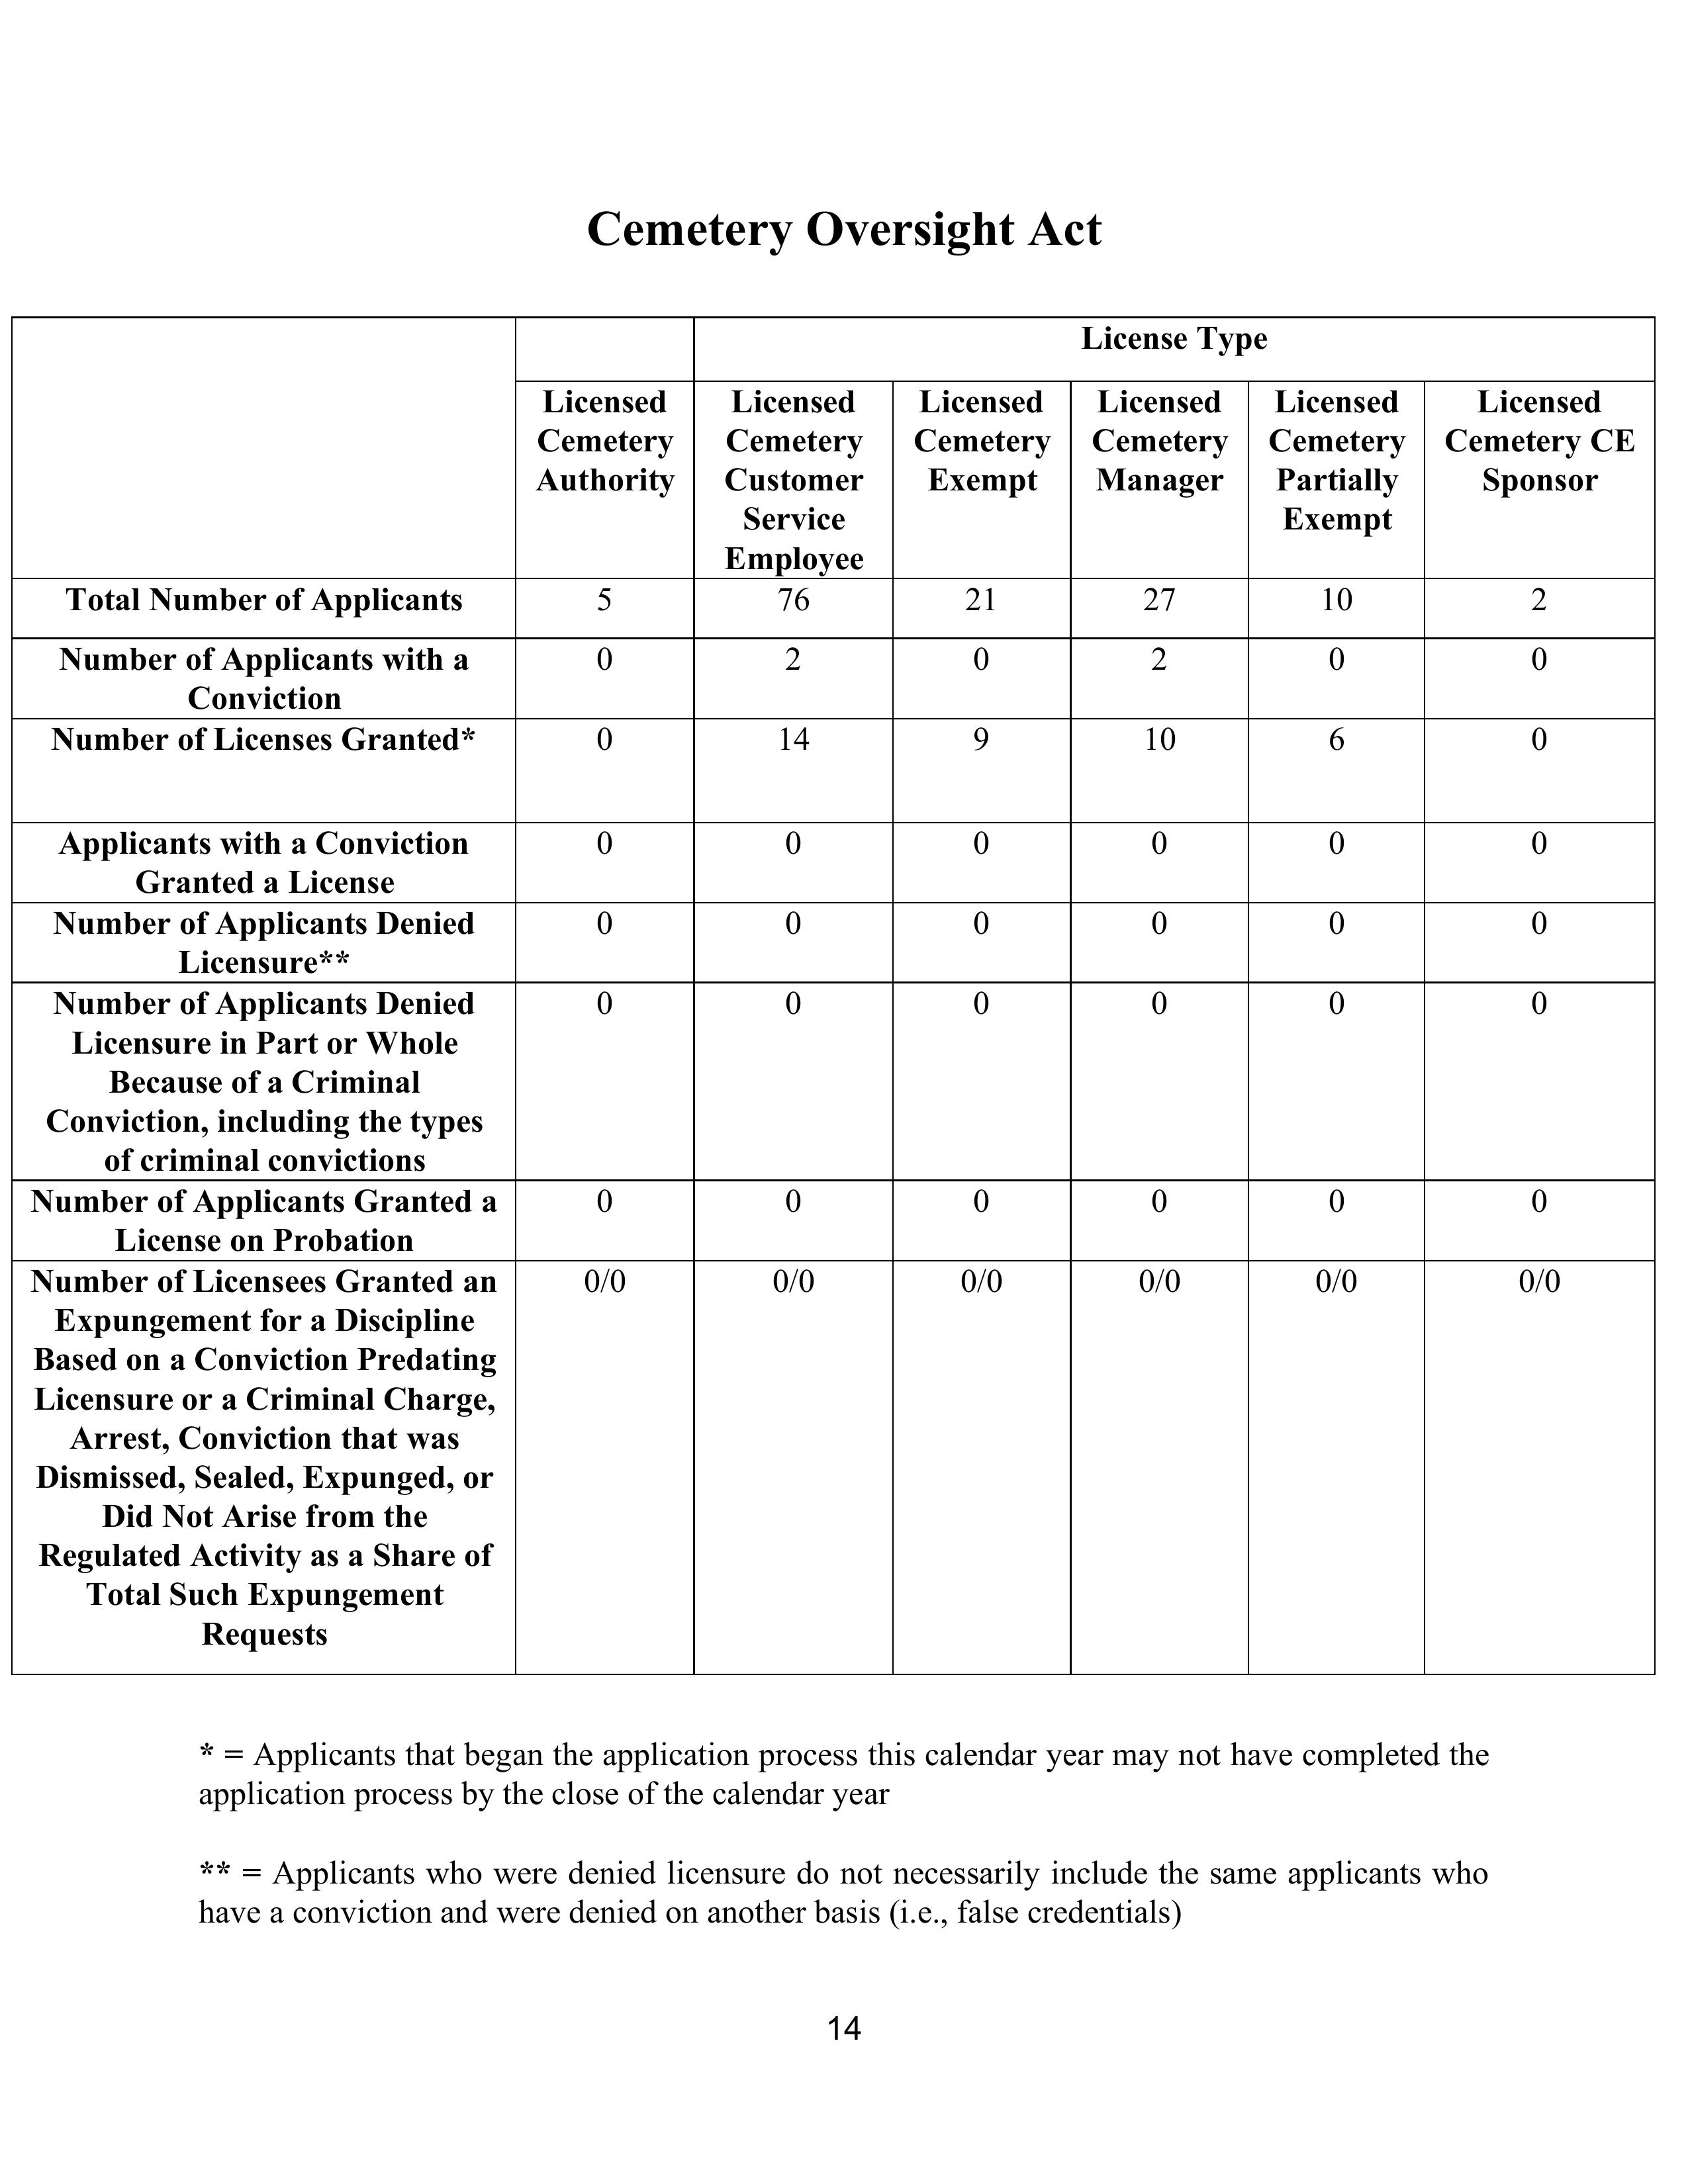 Cemetery Oversight Act
License Type
Licensed Cemetery Authority
Licensed Cemetery Customer Service Employee
Licensed Cemetery Exempt
Licensed Cemetery Manager
Licensed Cemetery Partially Exempt
Licensed Cemetery CE Sponsor
Total Number of Applicants 5 76 21 27 10 2
Number of Applicants with a
Conviction
0 2 0 2 0 0
Number of Licenses Granted* 0 14 9 10 6 0
Applicants with a Conviction
Granted a License
0 0 0 0 0 0
Number of Applicants Denied
Licensure**
0 0 0 0 0 0
Number of Applicants Denied
Licensure in Part or Whole
Because of a Criminal
Conviction, including the types
of criminal convictions
0 0 0 0 0 0
Number of Applicants Granted a
License on Probation
0 0 0 0 0 0
Number of Licensees Granted an
Expungement for a Discipline
Based on a Conviction Predating
Licensure or a Criminal Charge,
Arrest, Conviction that was
Dismissed, Sealed, Expunged, or
Did Not Arise from the
Regulated Activity as a Share of
Total Such Expungement
Requests
0/0 0/0 0/0 0/0 0/0 0/0
* = Applicants that began the application process this calendar year may not have completed the
application process by the close of the calendar year
** = Applicants who were denied licensure do not necessarily include the same applicants who
have a conviction and were denied on another basis (i.e., false credentials)
14